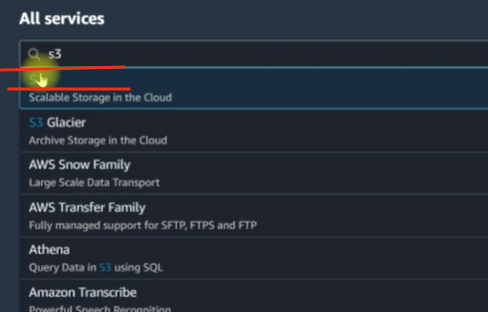 All services
s3
Scalable Storage in the Cloud
S3 Glacier
Archive Storage in the Cloud
AWS Snow Family
Large Scale Data Transport
AWS Transfer Family
Fully managed support for SFTP, FTPS and FTP
Athena
Query Data in S3 using SQL
Amazon Transcribe
Powerful Speech Recognition